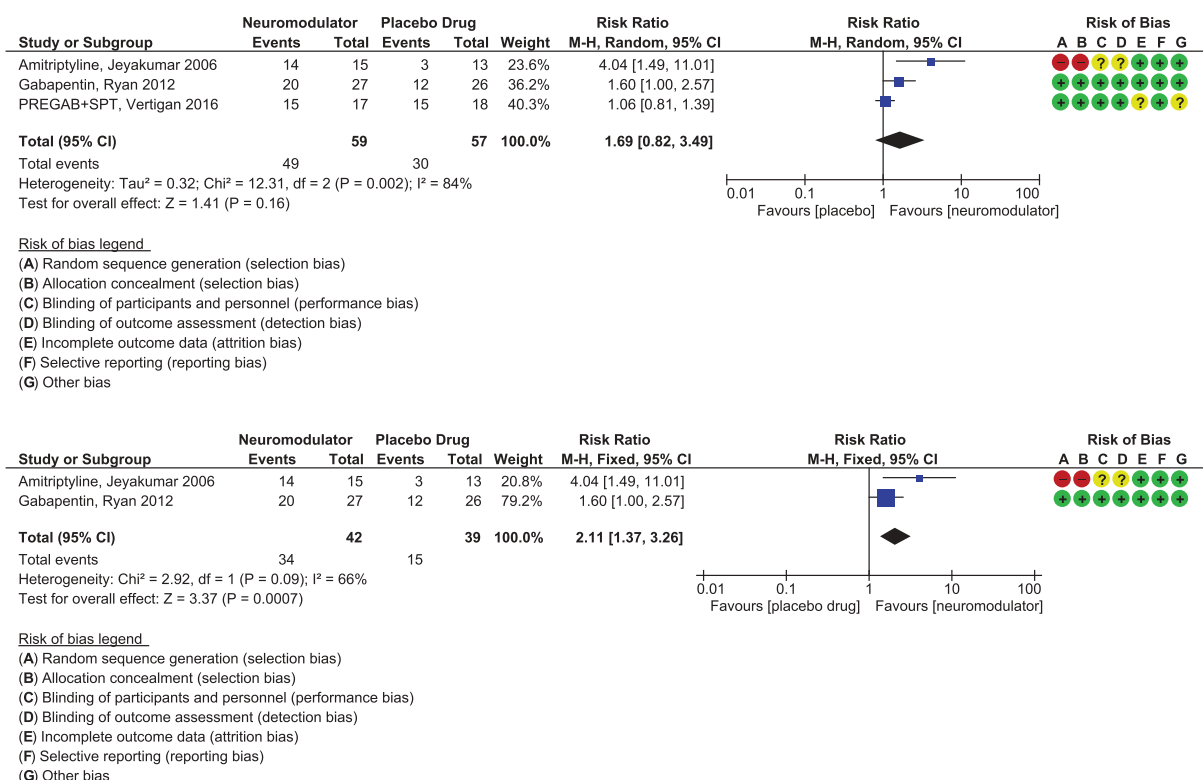 Neuromodulator Placebo Drug Risk Ratio Risk Ratio Risk of Bias
Study or Subgroup Events Total Events Total Weight M-H, Random, 95% CI M-H, Random, 95% CI A B C D E F G
Amitriptyline, Jeyakumar 2006 14 15 3 13 23.6% 4.04 [1.49, 11.01] − − ? ? + + +
Gabapentin, Ryan 2012 20 27 12 26 36.2% 1.60 [1.00, 2.57] + + + + + + +
PREGAB+SPT, Vertigan 2016 15 17 15 18 40.3% 1.06 [0.81, 1.39] + + + + ? + ?
Total (95% CI) 59 57 100.0% 1.69 [0.82, 3.49]
Total events 49 30
Heterogeneity: Tau² = 0.32; Chi² = 12.31, df = 2 (P = 0.002); I² = 84%
Test for overall effect: Z = 1.41 (P = 0.16)
0.01 0.1 1 10 100
Favours [placebo] Favours [neuromodulator]
Risk of bias legend
(A) Random sequence generation (selection bias)
(B) Allocation concealment (selection bias)
(C) Blinding of participants and personnel (performance bias)
(D) Blinding of outcome assessment (detection bias)
(E) Incomplete outcome data (attrition bias)
(F) Selective reporting (reporting bias)
(G) Other bias
Neuromodulator Placebo Drug Risk Ratio Risk Ratio Risk of Bias
Study or Subgroup Events Total Events Total Weight M-H, Fixed, 95% CI M-H, Fixed, 95% CI A B C D E F G
Amitriptyline, Jeyakumar 2006 14 15 3 13 20.8% 4.04 [1.49, 11.01] − − ? ? + + +
Gabapentin, Ryan 2012 20 27 12 26 79.2% 1.60 [1.00, 2.57] + + + + + + +
Total (95% CI) 42 39 100.0% 2.11 [1.37, 3.26]
Total events 34 15
Heterogeneity: Chi² = 2.92, df = 1 (P = 0.09); I² = 66%
Test for overall effect: Z = 3.37 (P = 0.0007)
0.01 0.1 1 10 100
Favours [placebo drug] Favours [neuromodulator]
Risk of bias legend
(A) Random sequence generation (selection bias)
(B) Allocation concealment (selection bias)
(C) Blinding of participants and personnel (performance bias)
(D) Blinding of outcome assessment (detection bias)
(E) Incomplete outcome data (attrition bias)
(F) Selective reporting (reporting bias)
(G) Other bias